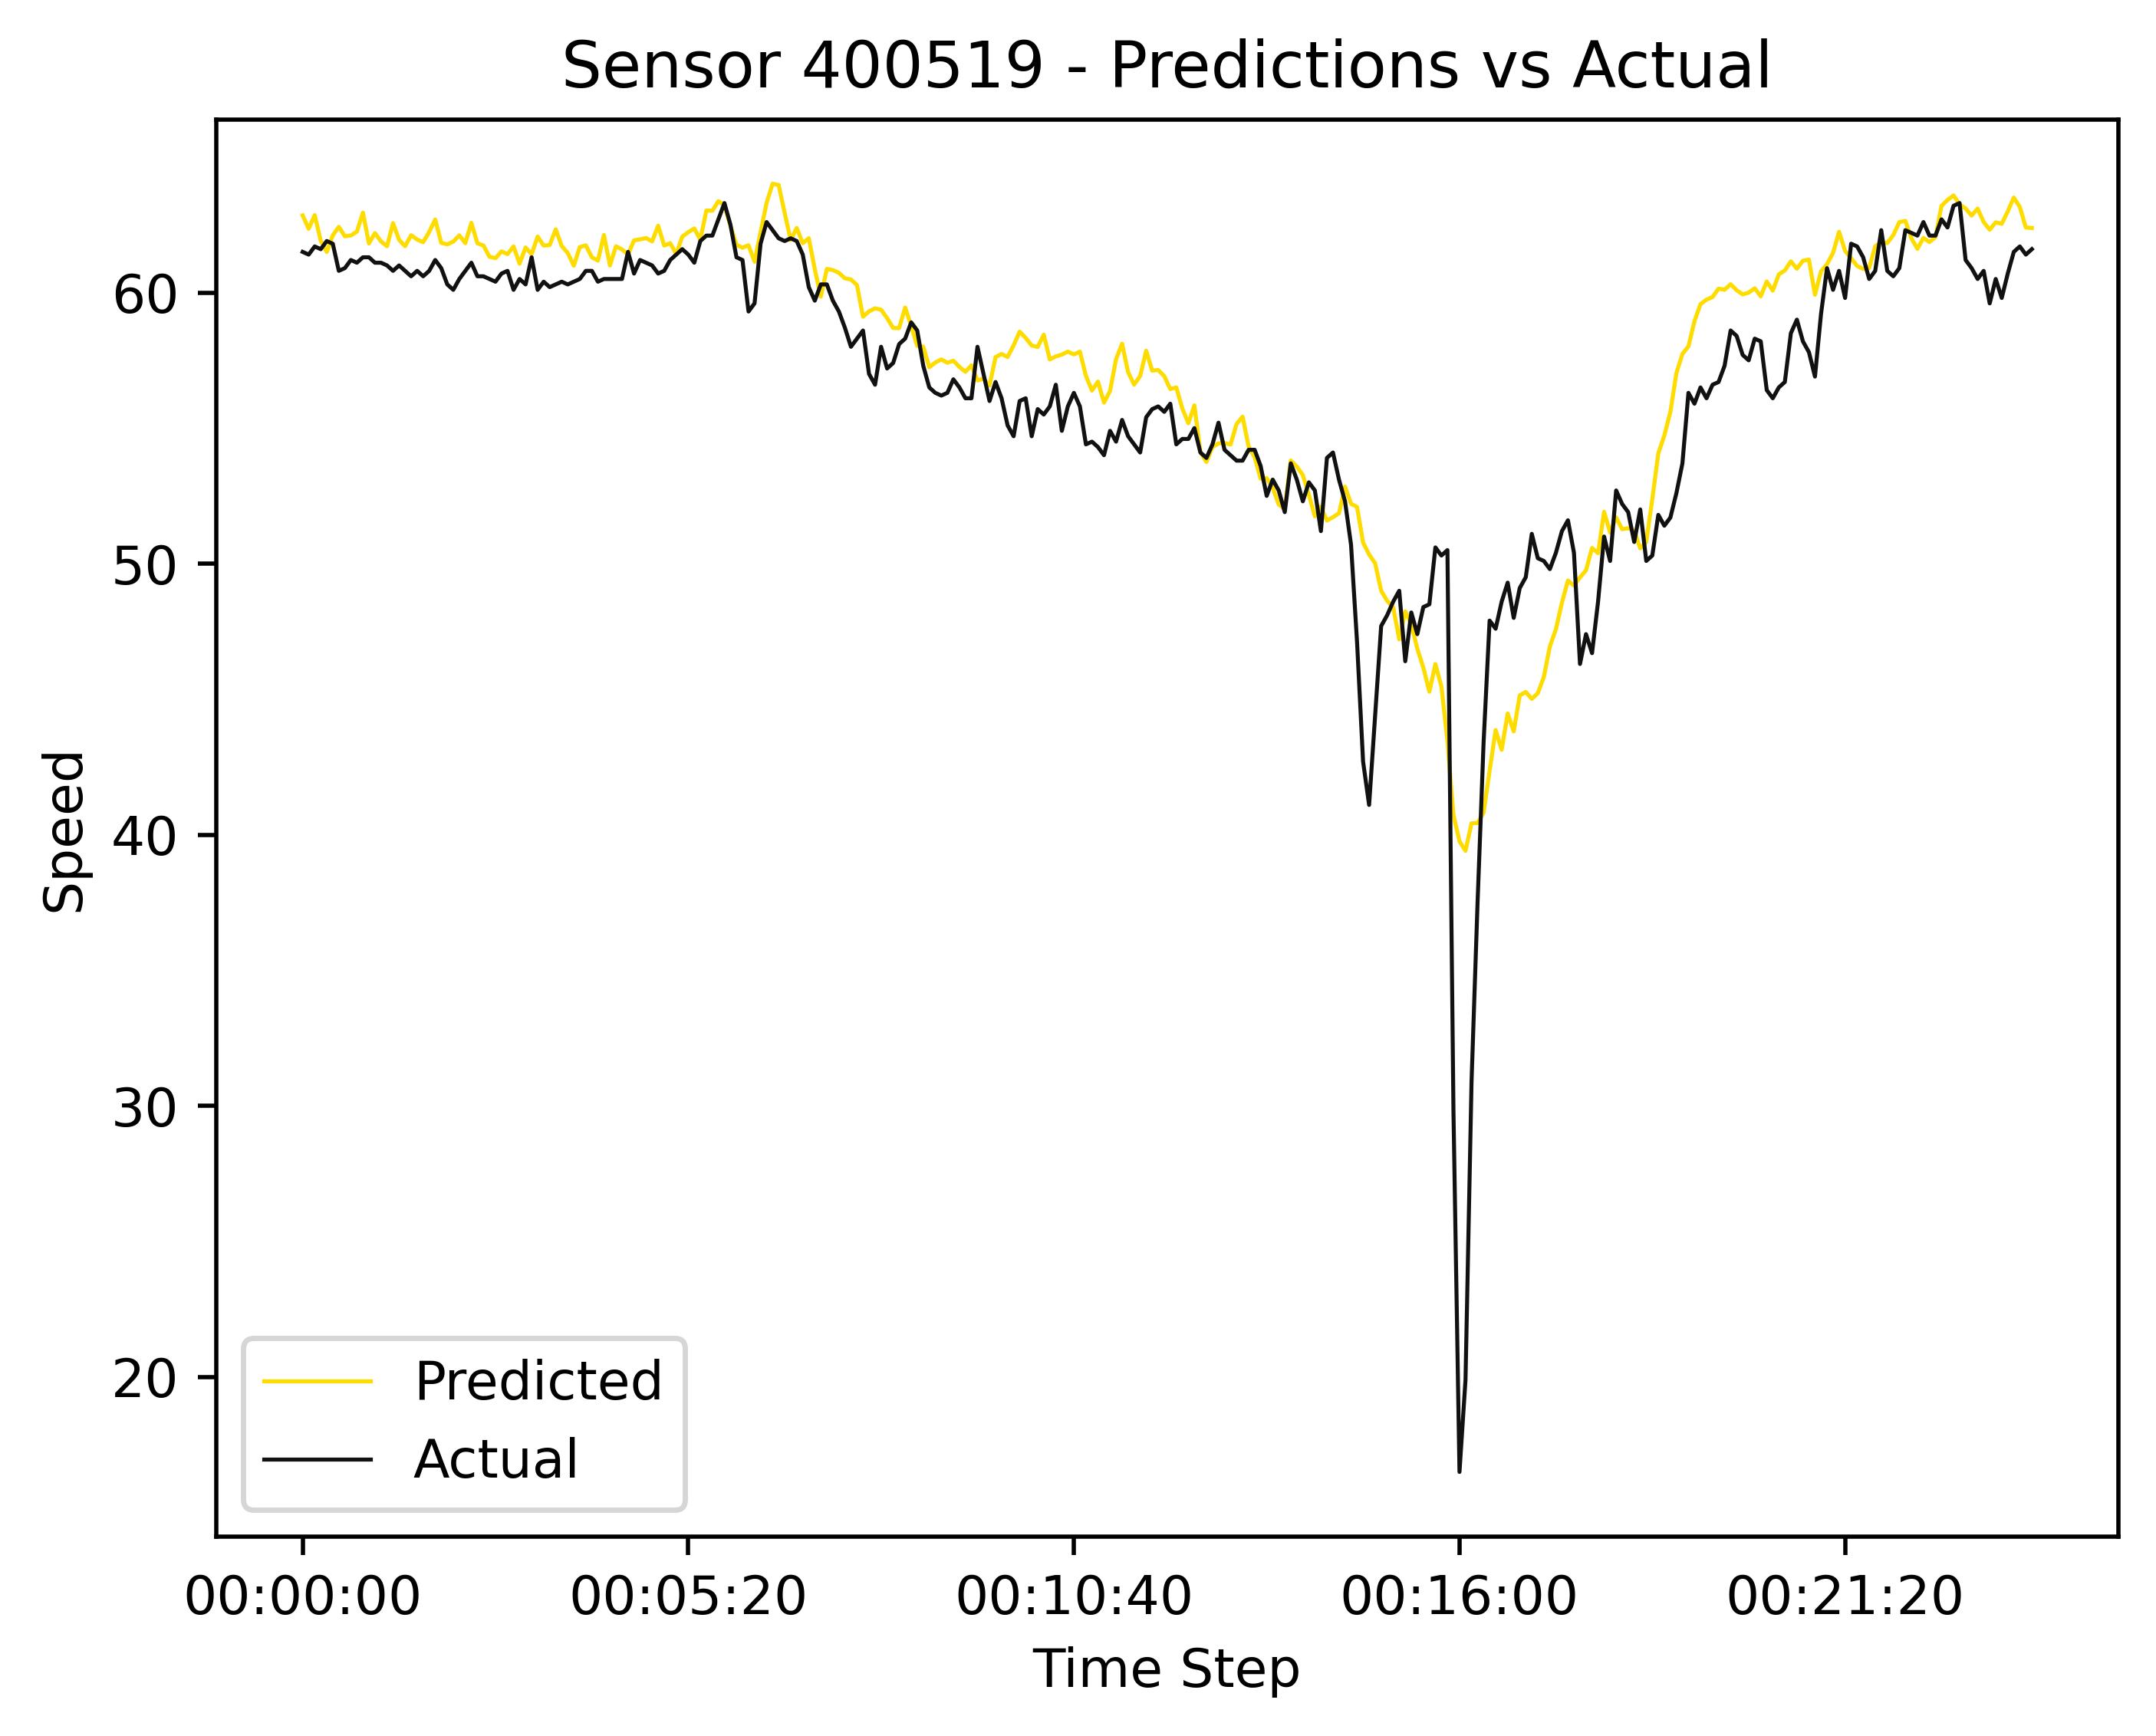 Sensor 400519 - Predictions vs Actual
Speed
60
50
40
30
20
Predicted
Actual
00:00:00 00:05:20 00:10:40 00:16:00 00:21:20
Time Step